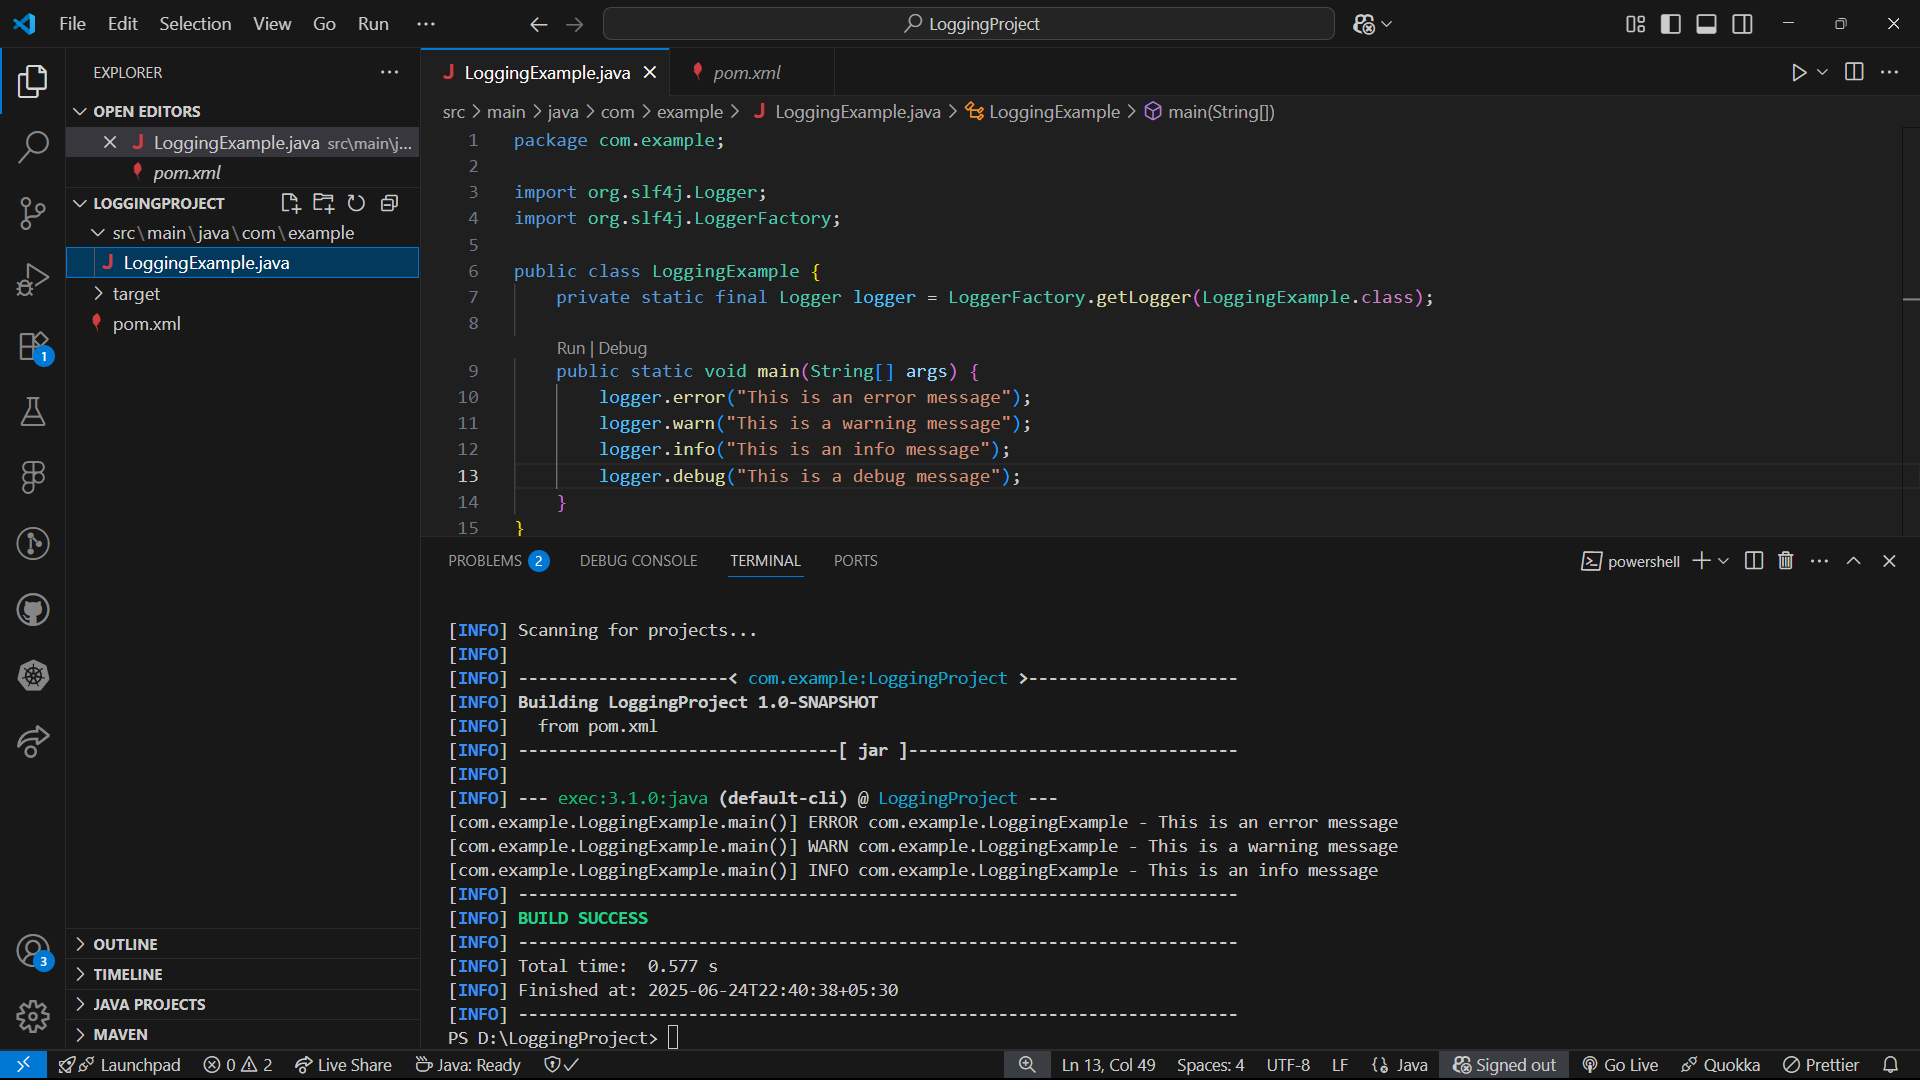 File Edit Selection View Go Run ··· LoggingProject
EXPLORER
OPEN EDITORS
LoggingExample.java src\main\j...
pom.xml
LOGGINGPROJECT
src\main\java\com\example
LoggingExample.java
target
pom.xml
OUTLINE
TIMELINE
JAVA PROJECTS
MAVEN
1
3
LoggingExample.java pom.xml
src > main > java > com > example > LoggingExample.java > LoggingExample > main(String[])
1 package com.example;
2
3 import org.slf4j.Logger;
4 import org.slf4j.LoggerFactory;
5
6 public class LoggingExample {
7 private static final Logger logger = LoggerFactory.getLogger(LoggingExample.class);
8
Run | Debug
9 public static void main(String[] args) {
10 logger.error("This is an error message");
11 logger.warn("This is a warning message");
12 logger.info("This is an info message");
13 logger.debug("This is a debug message");
14 }
15 }
PROBLEMS 2 DEBUG CONSOLE TERMINAL PORTS powershell
[INFO] Scanning for projects...
[INFO]
[INFO] ---------------------< com.example:LoggingProject >---------------------
[INFO] Building LoggingProject 1.0-SNAPSHOT
[INFO]   from pom.xml
[INFO] --------------------------------[ jar ]---------------------------------
[INFO]
[INFO] --- exec:3.1.0:java (default-cli) @ LoggingProject ---
[com.example.LoggingExample.main()] ERROR com.example.LoggingExample - This is an error message
[com.example.LoggingExample.main()] WARN com.example.LoggingExample - This is a warning message
[com.example.LoggingExample.main()] INFO com.example.LoggingExample - This is an info message
[INFO] ------------------------------------------------------------------------
[INFO] BUILD SUCCESS
[INFO] ------------------------------------------------------------------------
[INFO] Total time:  0.577 s
[INFO] Finished at: 2025-06-24T22:40:38+05:30
[INFO] ------------------------------------------------------------------------
PS D:\LoggingProject>
Launchpad 0 2 Live Share Java: Ready Ln 13, Col 49 Spaces: 4 UTF-8 LF {} Java Signed out Go Live Quokka Prettier